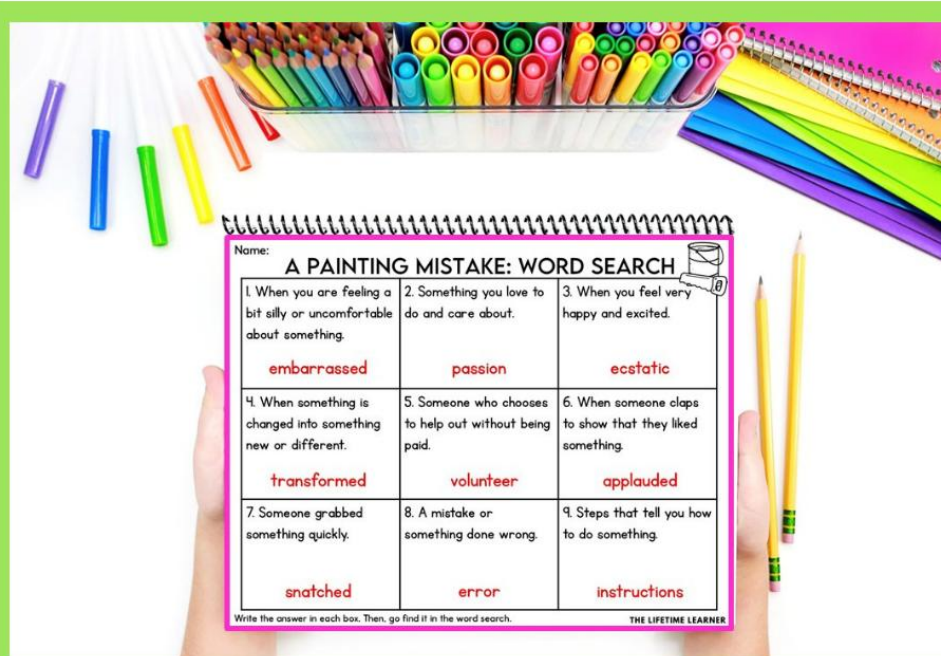 Name:
A PAINTING MISTAKE: WORD SEARCH
1. When you are feeling a
bit silly or uncomfortable
about something.
embarrassed
2. Something you love to
do and care about.
passion
3. When you feel very
happy and excited.
ecstatic
4. When something is
changed into something
new or different.
transformed
5. Someone who chooses
to help out without being
paid.
volunteer
6. When someone claps
to show that they liked
something.
applauded
7. Someone grabbed
something quickly.
snatched
8. A mistake or
something done wrong.
error
9. Steps that tell you how
to do something.
instructions
Write the answer in each box. Then, go find it in the word search.
THE LIFETIME LEARNER